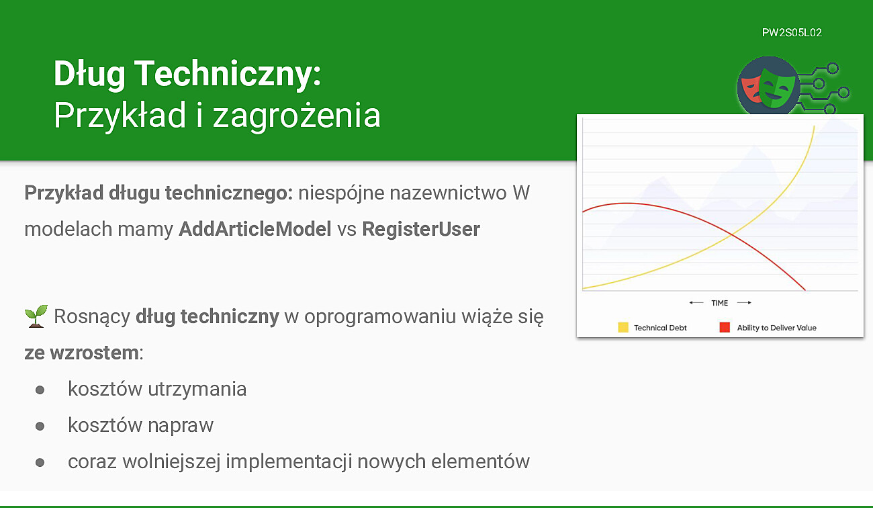 PW2S05L02
Dług Techniczny:
Przykład i zagrożenia
Przykład długu technicznego: niespójne nazewnictwo W
modelach mamy AddArticleModel vs RegisterUser
🌱 Rosnący dług techniczny w oprogramowaniu wiąże się
ze wzrostem:
● kosztów utrzymania
● kosztów napraw
● coraz wolniejszej implementacji nowych elementów
← TIME →
Technical Debt
Ability to Deliver Value